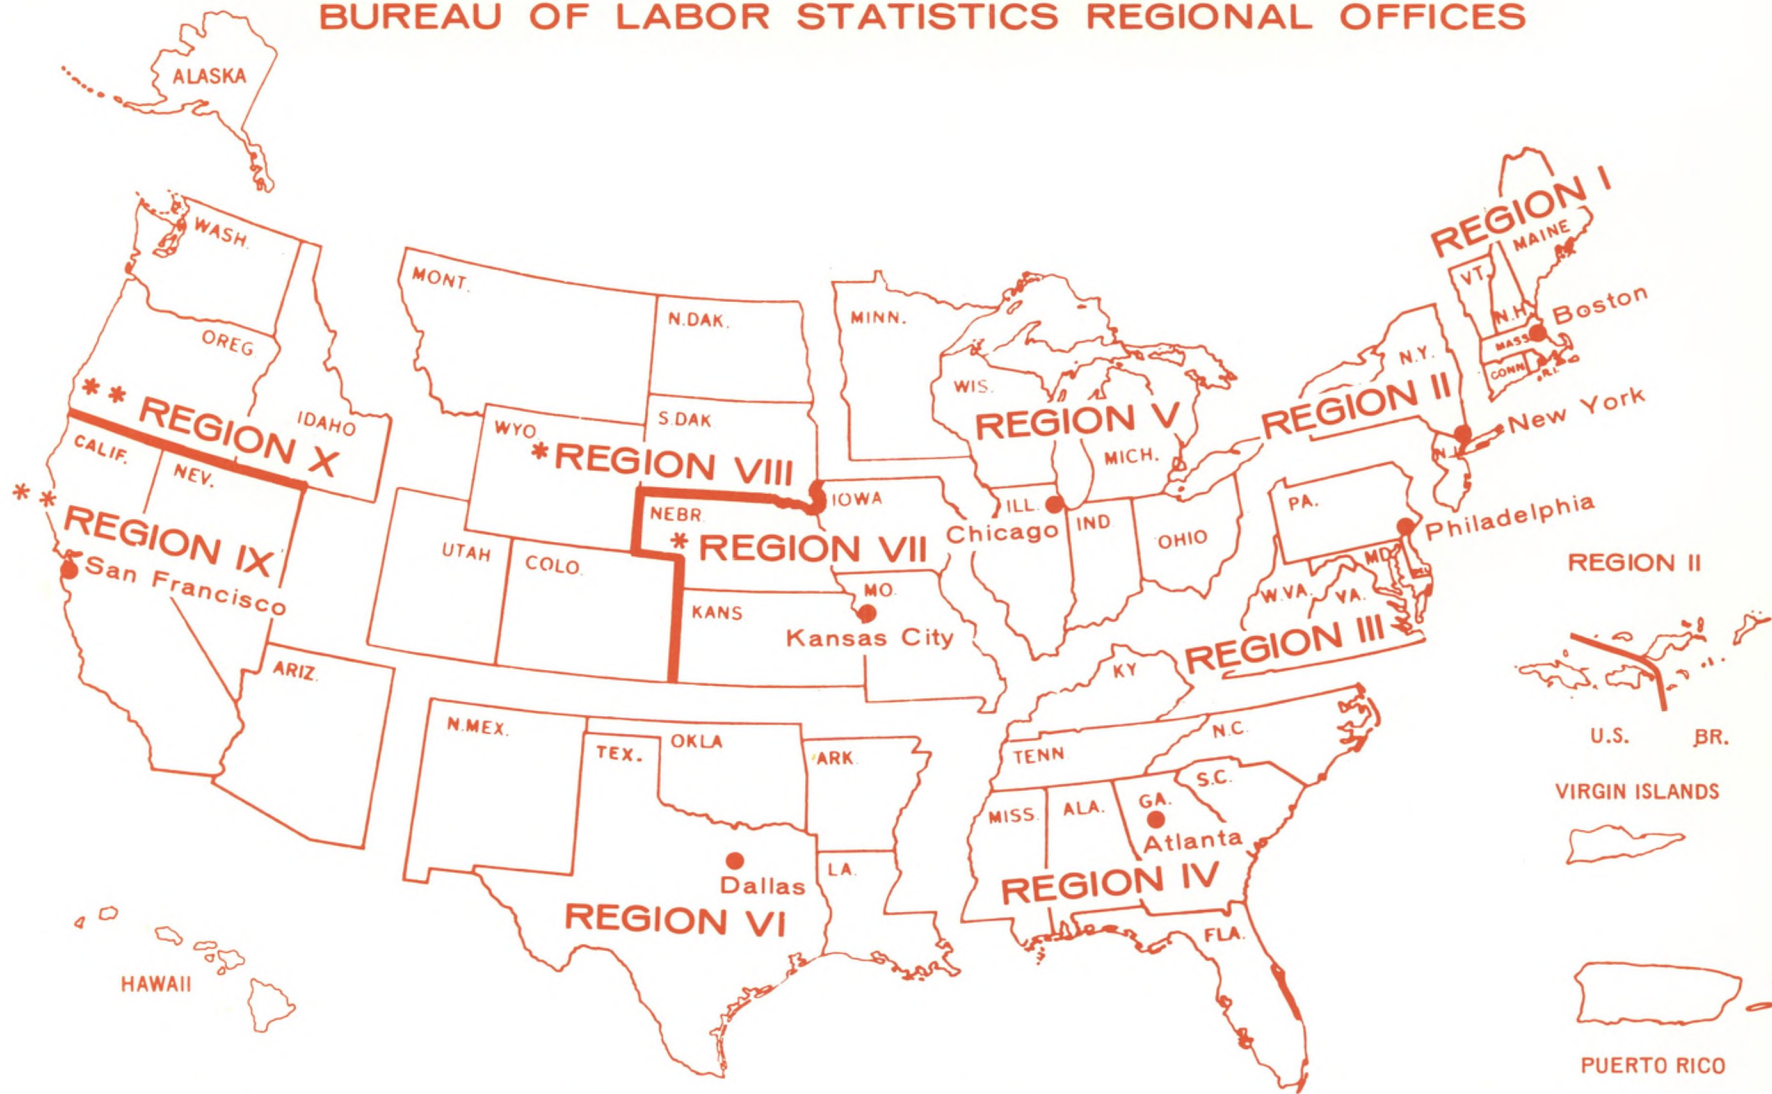 BUREAU OF LABOR STATISTICS REGIONAL OFFICES
ALASKA
WASH.
OREG.
IDAHO
** REGION X
CALIF.
NEV.
** REGION IX
San Francisco
ARIZ.
HAWAII
MONT.
N.DAK.
S.DAK
WYO.
*REGION VIII
UTAH
COLO.
NEBR.
IOWA
* REGION VII
KANS
MO.
Kansas City
N.MEX.
TEX.
OKLA
ARK
LA.
Dallas
REGION VI
MINN.
WIS.
REGION V
MICH.
ILL.
Chicago
IND
OHIO
KY
TENN
N.C.
S.C.
MISS.
ALA.
GA.
Atlanta
REGION IV
FLA.
REGION I
MAINE
VT.
N.H.
MASS
CONN
R.I.
Boston
N.Y.
REGION II
New York
N.J.
PA.
Philadelphia
MD.
DEL
W.VA.
VA.
REGION III
REGION II
U.S. BR.
VIRGIN ISLANDS
PUERTO RICO